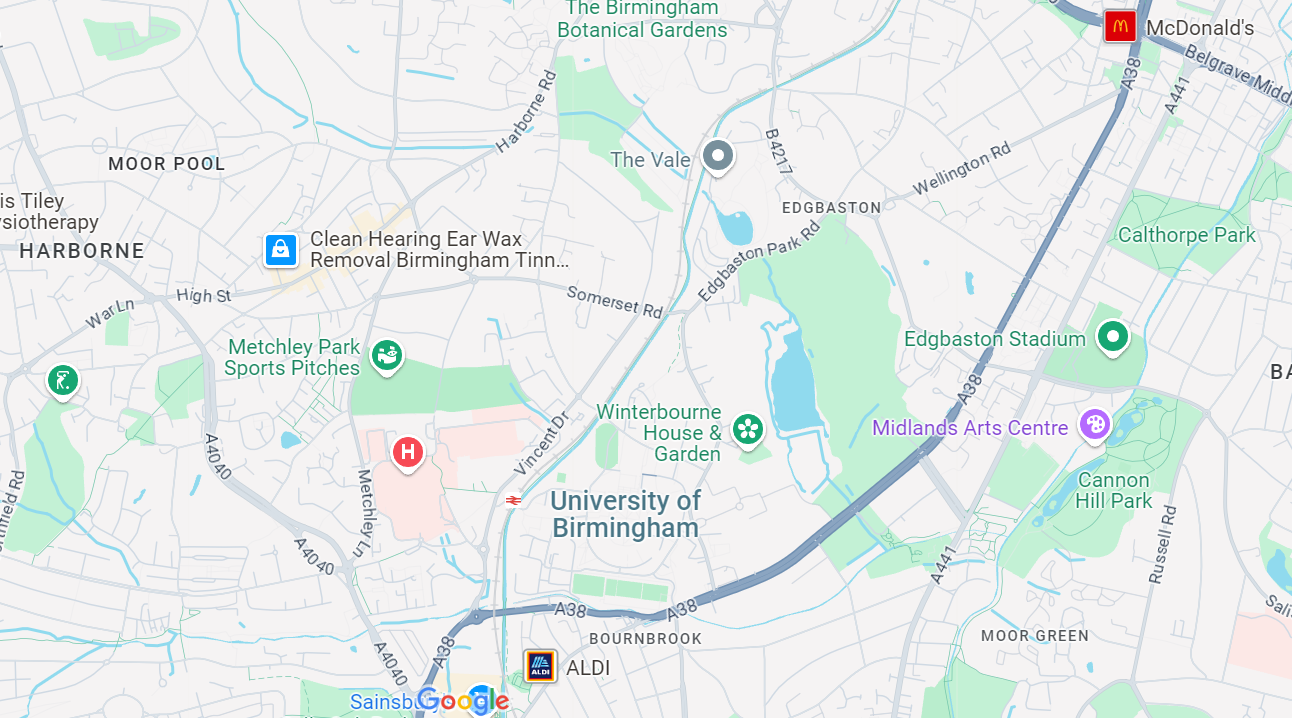 The Birmingham
Botanical Gardens
McDonald's
Belgrave
A38
A441
Harborne Rd
B4217
MOOR POOL
The Vale
Wellington Rd
is Tiley
ysiotherapy
EDGBASTON
HARBORNE
Clean Hearing Ear Wax
Removal Birmingham Tinn...
Edgbaston Park Rd
Calthorpe Park
War Ln
High St
Somerset Rd
Metchley Park
Sports Pitches
Edgbaston Stadium
BA
A38
Winterbourne
House &
Garden
Midlands Arts Centre
Vincent Dr
A4040
H
Metchley Ln
Cannon
Hill Park
University of
Birmingham
Russell Rd
A4040
A441
A38
A38
BOURNBROOK
MOOR GREEN
A38
A4040
ALDI
ALDI
Google